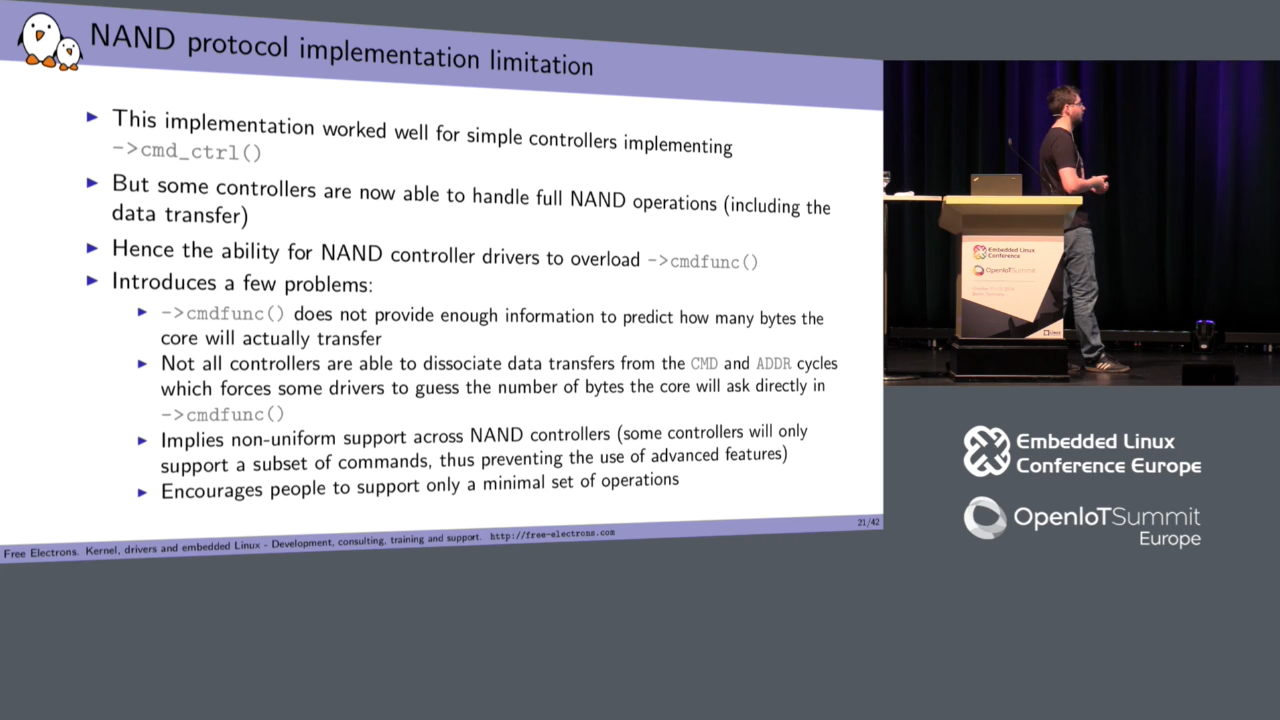 NAND protocol implementation limitation
This implementation worked well for simple controllers implementing
->cmd_ctrl()
But some controllers are now able to handle full NAND operations (including the
data transfer)
Hence the ability for NAND controller drivers to overload ->cmdfunc()
Introduces a few problems:
->cmdfunc() does not provide enough information to predict how many bytes the
core will actually transfer
Not all controllers are able to dissociate data transfers from the CMD and ADDR cycles
which forces some drivers to guess the number of bytes the core will ask directly in
->cmdfunc()
Implies non-uniform support across NAND controllers (some controllers will only
support a subset of commands, thus preventing the use of advanced features)
Encourages people to support only a minimal set of operations
21/42
Free Electrons. Kernel, drivers and embedded Linux - Development, consulting, training and support. http://free-electrons.com
Embedded Linux
Conference
OpenIoTSummit
Embedded Linux
Conference Europe
OpenIoTSummit
Europe